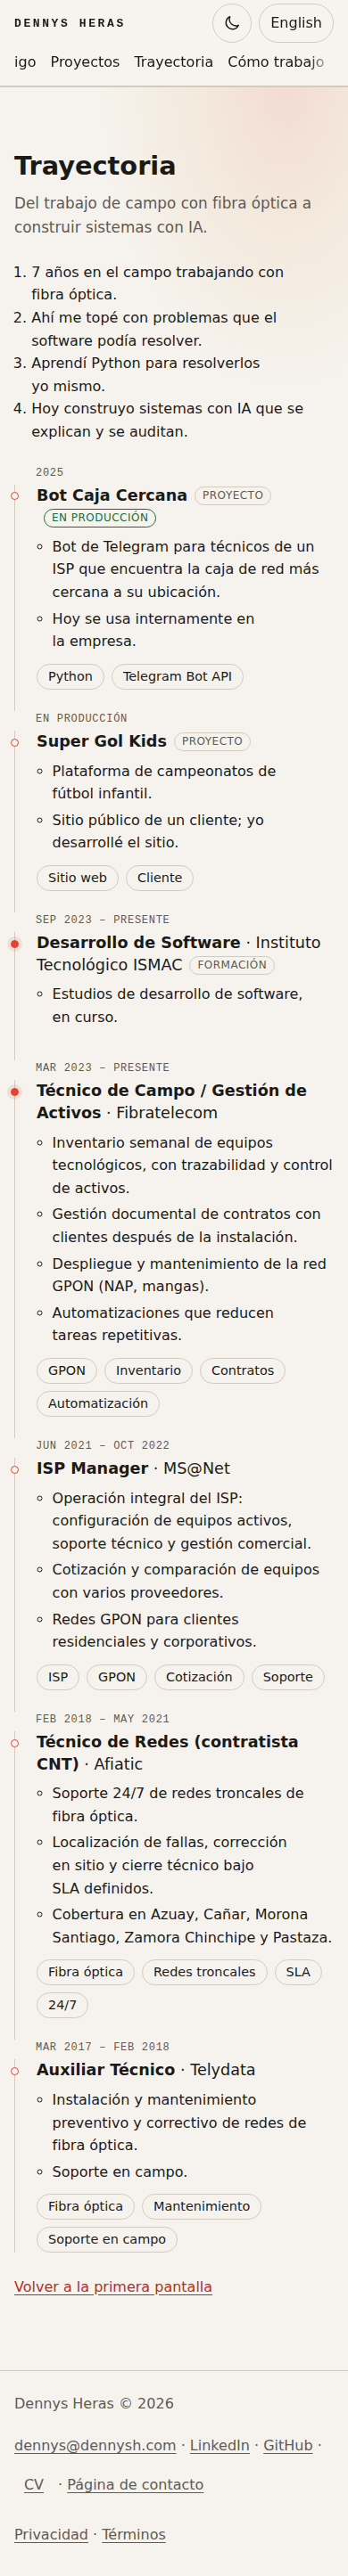 DENNYS HERAS
English
igo Proyectos Trayectoria Cómo trabajo
Trayectoria
Del trabajo de campo con fibra óptica a
construir sistemas con IA.
1. 7 años en el campo trabajando con
fibra óptica.
2. Ahí me topé con problemas que el
software podía resolver.
3. Aprendí Python para resolverlos
yo mismo.
4. Hoy construyo sistemas con IA que se
explican y se auditan.
2025
Bot Caja Cercana PROYECTO
EN PRODUCCIÓN
Bot de Telegram para técnicos de un
ISP que encuentra la caja de red más
cercana a su ubicación.
Hoy se usa internamente en
la empresa.
Python Telegram Bot API
EN PRODUCCIÓN
Super Gol Kids PROYECTO
Plataforma de campeonatos de
fútbol infantil.
Sitio público de un cliente; yo
desarrollé el sitio.
Sitio web Cliente
SEP 2023 – PRESENTE
Desarrollo de Software · Instituto
Tecnológico ISMAC FORMACIÓN
Estudios de desarrollo de software,
en curso.
MAR 2023 – PRESENTE
Técnico de Campo / Gestión de
Activos · Fibratelecom
Inventario semanal de equipos
tecnológicos, con trazabilidad y control
de activos.
Gestión documental de contratos con
clientes después de la instalación.
Despliegue y mantenimiento de la red
GPON (NAP, mangas).
Automatizaciones que reducen
tareas repetitivas.
GPON Inventario Contratos
Automatización
JUN 2021 – OCT 2022
ISP Manager · MS@Net
Operación integral del ISP:
configuración de equipos activos,
soporte técnico y gestión comercial.
Cotización y comparación de equipos
con varios proveedores.
Redes GPON para clientes
residenciales y corporativos.
ISP GPON Cotización Soporte
FEB 2018 – MAY 2021
Técnico de Redes (contratista
CNT) · Afiatic
Soporte 24/7 de redes troncales de
fibra óptica.
Localización de fallas, corrección
en sitio y cierre técnico bajo
SLA definidos.
Cobertura en Azuay, Cañar, Morona
Santiago, Zamora Chinchipe y Pastaza.
Fibra óptica Redes troncales SLA
24/7
MAR 2017 – FEB 2018
Auxiliar Técnico · Telydata
Instalación y mantenimiento
preventivo y correctivo de redes de
fibra óptica.
Soporte en campo.
Fibra óptica Mantenimiento
Soporte en campo
Volver a la primera pantalla
Dennys Heras © 2026
dennys@dennysh.com · LinkedIn · GitHub ·
CV · Página de contacto
Privacidad · Términos